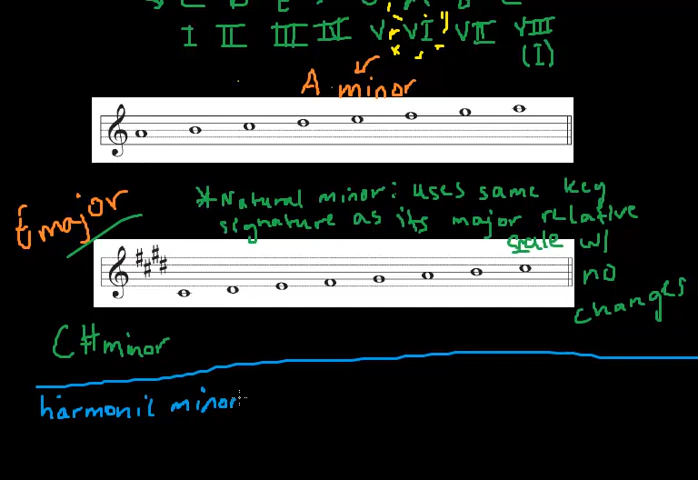 I II III IV V VI VII VIII
(I)
A minor
*Natural minor: uses same key
signature as its major relative
scale w/
no
changes
E major
C# minor
harmonic minor